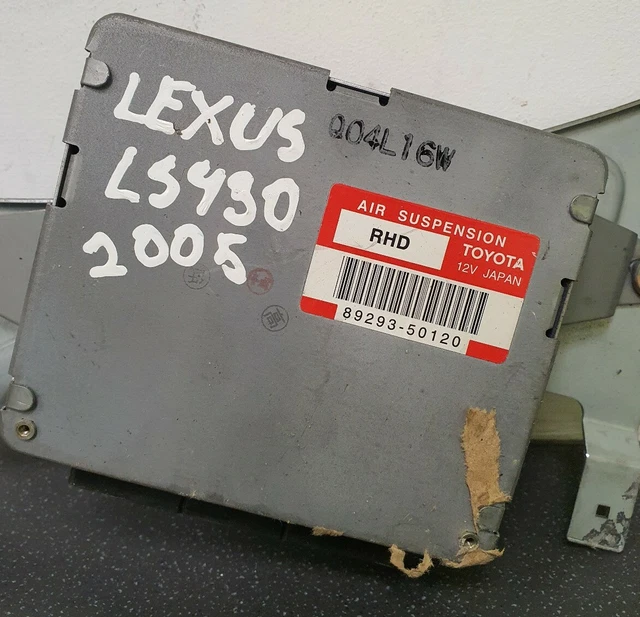 LEXUS
LS430
2005
Q04L16W
AIR SUSPENSION
RHD
TOYOTA
12V JAPAN
89293-50120